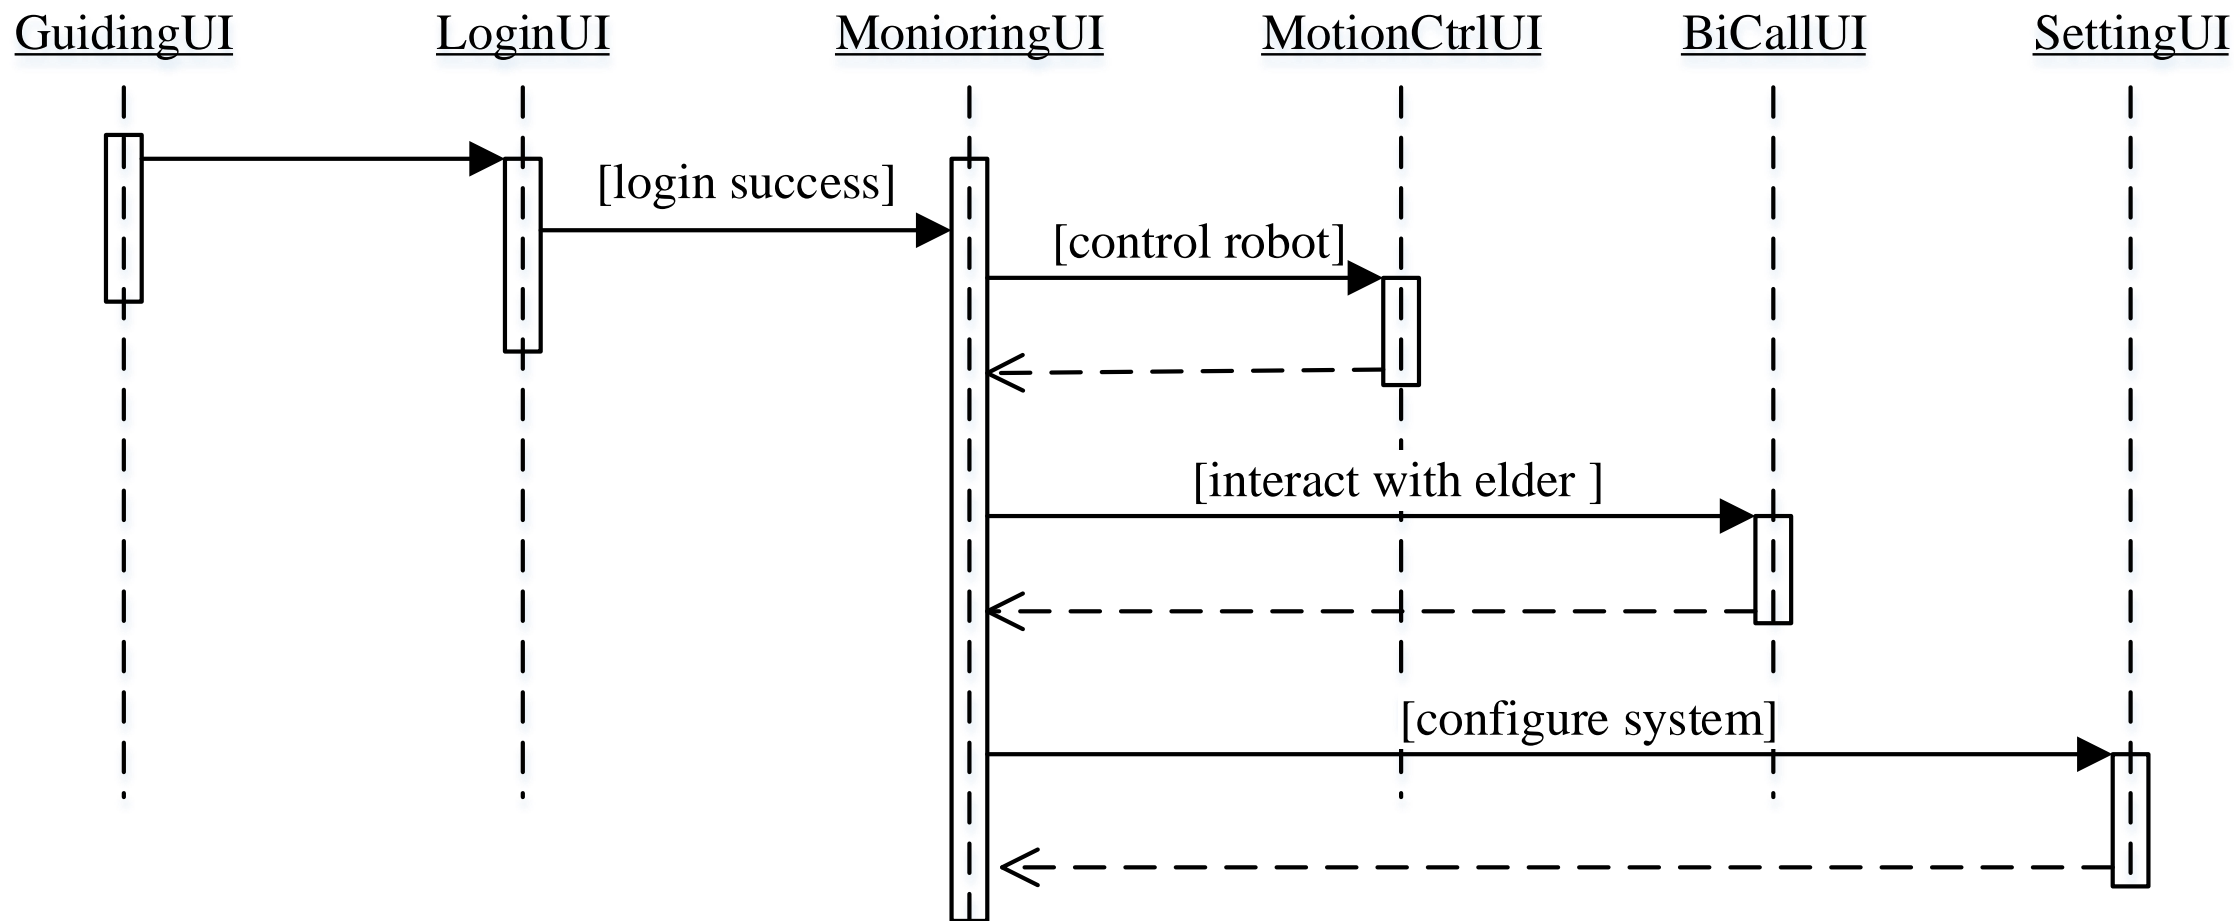 GuidingUI
LoginUI
MonioringUI
MotionCtrlUI
BiCallUI
SettingUI
[login success]
[control robot]
[interact with elder ]
[configure system]